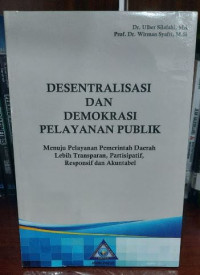 Dr. Ulber Silalahi, MA
Prof. Dr. Wirman Syafri, M.Si
DESENTRALISASI
DAN
DEMOKRASI
PELAYANAN PUBLIK
Menuju Pelayanan Pemerintah Daerah
Lebih Transparan, Partisipatif,
Responsif dan Akuntabel